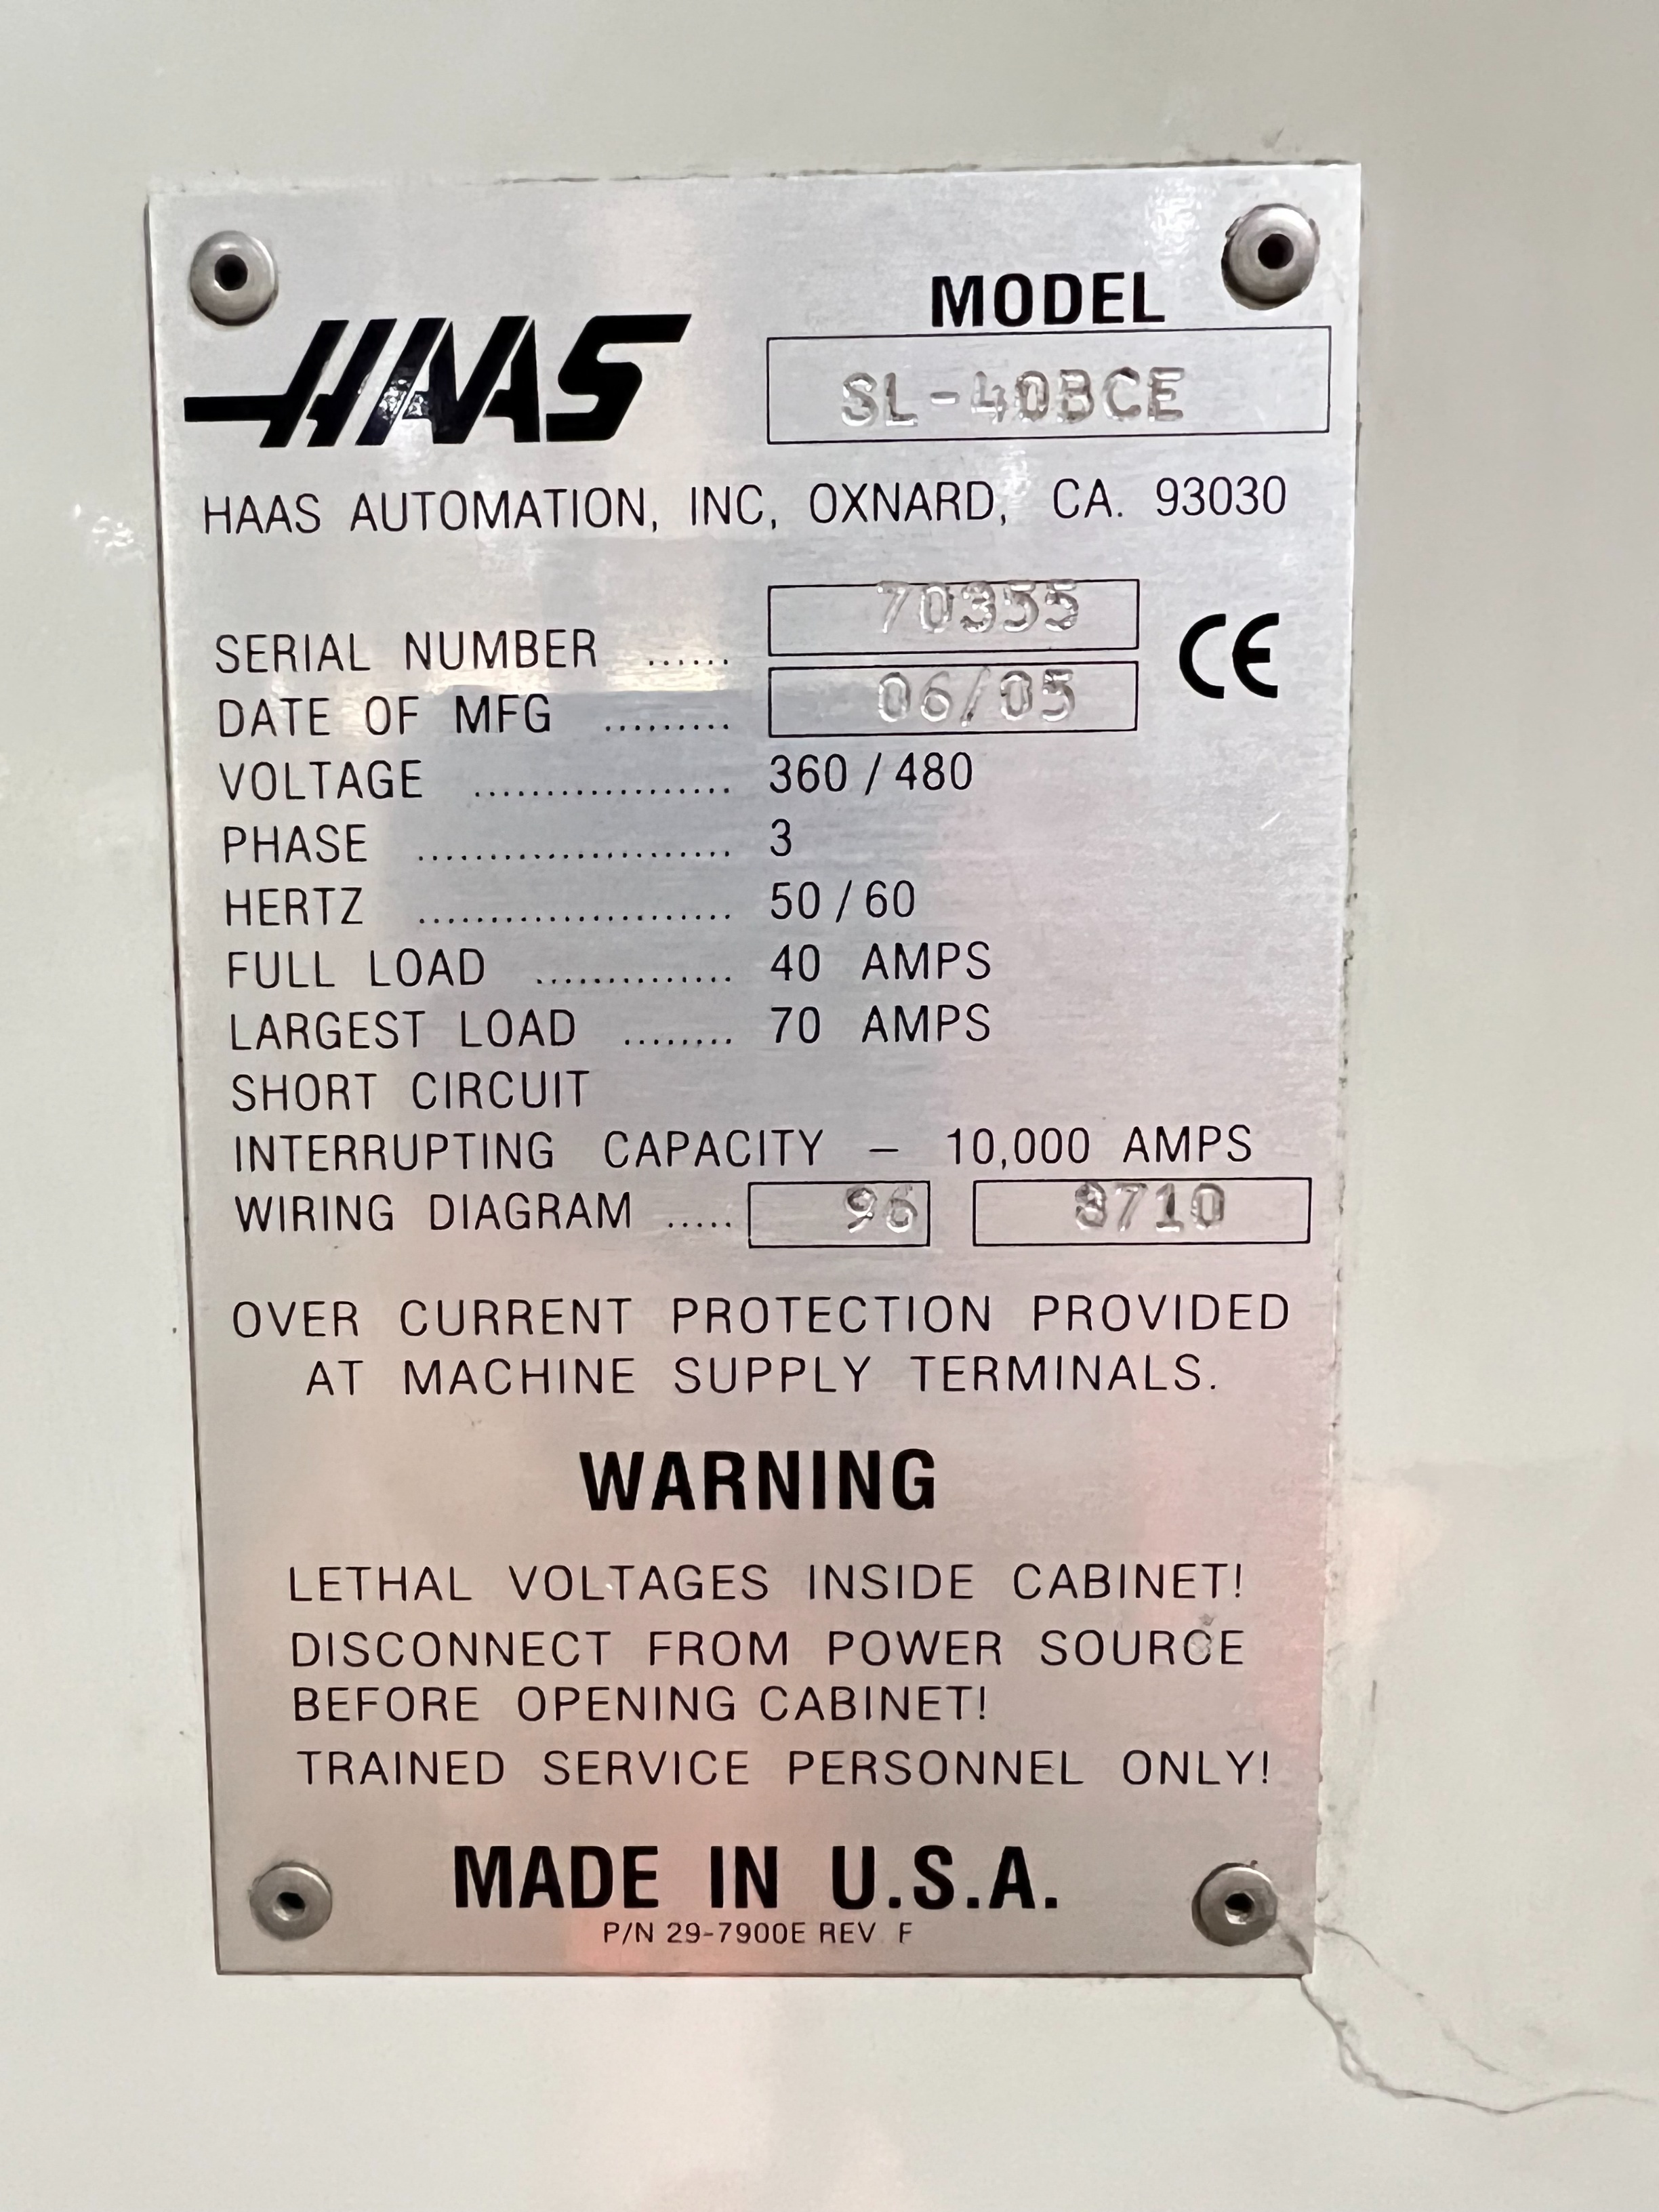 MODEL
HAAS
SL-40BCE
HAAS AUTOMATION, INC, OXNARD, CA. 93030
SERIAL NUMBER ...... 70355
CE
DATE OF MFG ......... 06/05
VOLTAGE .................. 360/480
PHASE ...................... 3
HERTZ ...................... 50/60
FULL LOAD .............. 40 AMPS
LARGEST LOAD ........ 70 AMPS
SHORT CIRCUIT
INTERRUPTING CAPACITY – 10,000 AMPS
WIRING DIAGRAM ..... 96 8710
OVER CURRENT PROTECTION PROVIDED
AT MACHINE SUPPLY TERMINALS.
WARNING
LETHAL VOLTAGES INSIDE CABINET!
DISCONNECT FROM POWER SOURCE
BEFORE OPENING CABINET!
TRAINED SERVICE PERSONNEL ONLY!
MADE IN U.S.A.
P/N 29-7900E REV F